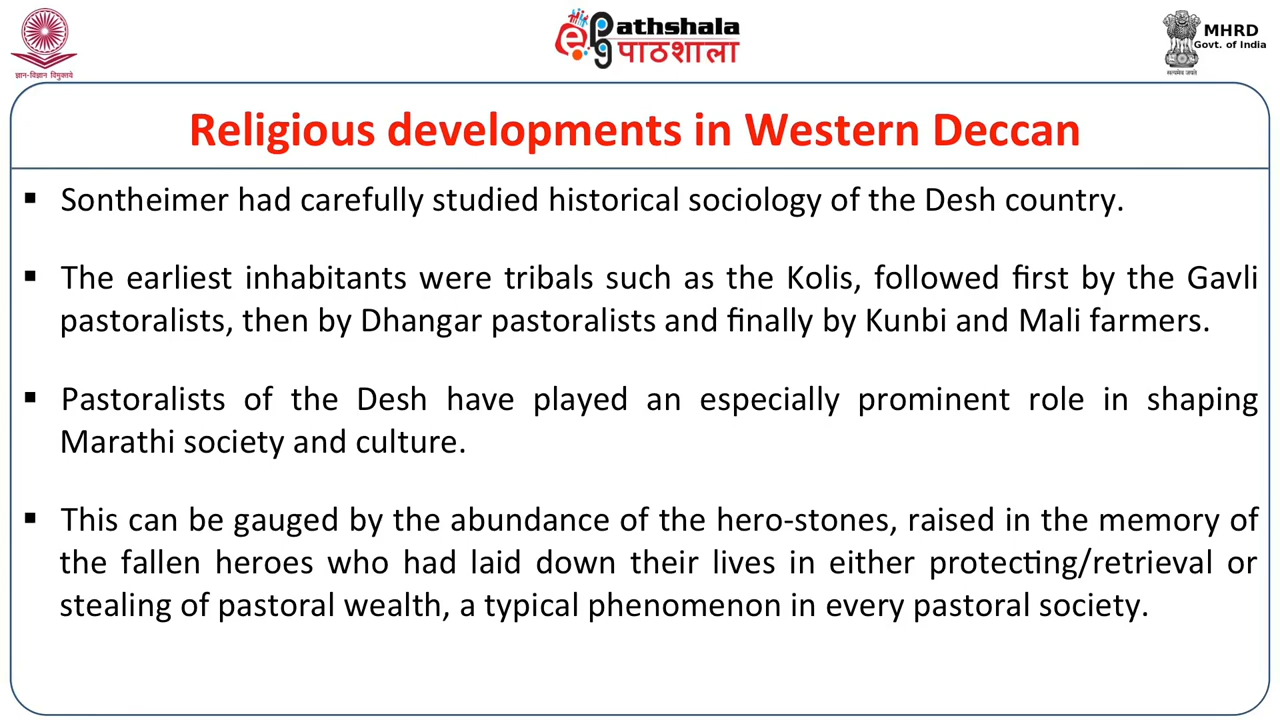 ज्ञान-विज्ञान विमुक्तये
ePathshala
पाठशाला
MHRD
Govt. of India
सत्यमेव जयते
Religious developments in Western Deccan
▪ Sontheimer had carefully studied historical sociology of the Desh country.
▪ The earliest inhabitants were tribals such as the Kolis, followed first by the Gavli
pastoralists, then by Dhangar pastoralists and finally by Kunbi and Mali farmers.
▪ Pastoralists of the Desh have played an especially prominent role in shaping
Marathi society and culture.
▪ This can be gauged by the abundance of the hero-stones, raised in the memory of
the fallen heroes who had laid down their lives in either protecting/retrieval or
stealing of pastoral wealth, a typical phenomenon in every pastoral society.